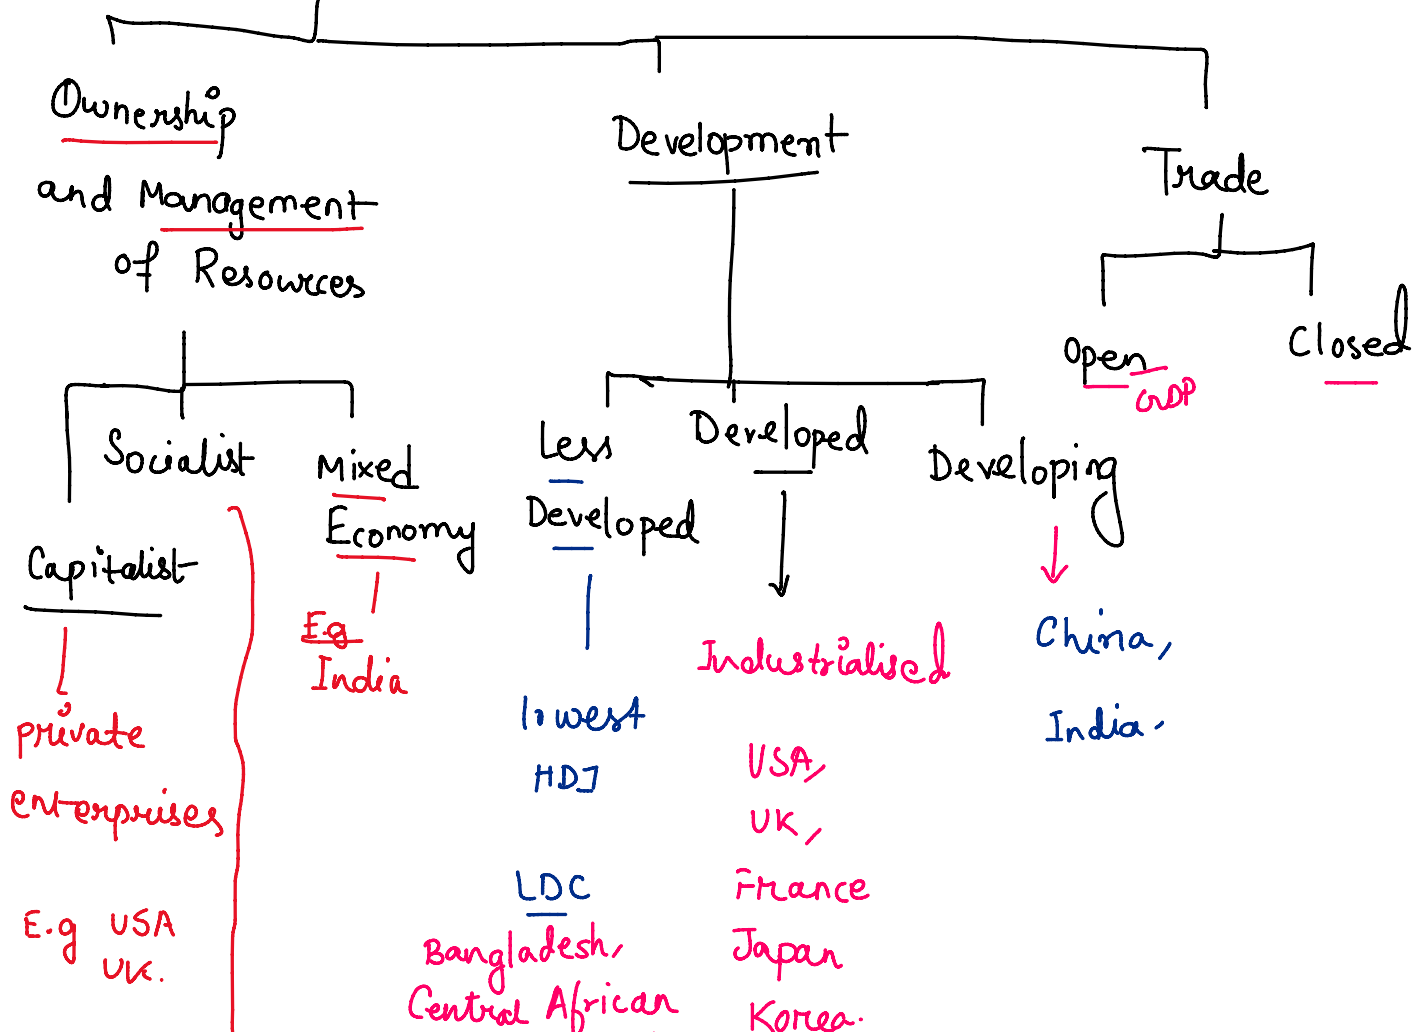 Ownership
and Management
of Resources
Capitalist
private
enterprises
E.g USA
UK.
Socialist
Mixed
Economy
E.g
India
Development
Less
Developed
lowest
HDI
LDC
Bangladesh,
Central African
Developed
Industrialised
USA,
UK,
France
Japan
Korea.
Developing
China,
India.
Trade
Open
GDP
Closed